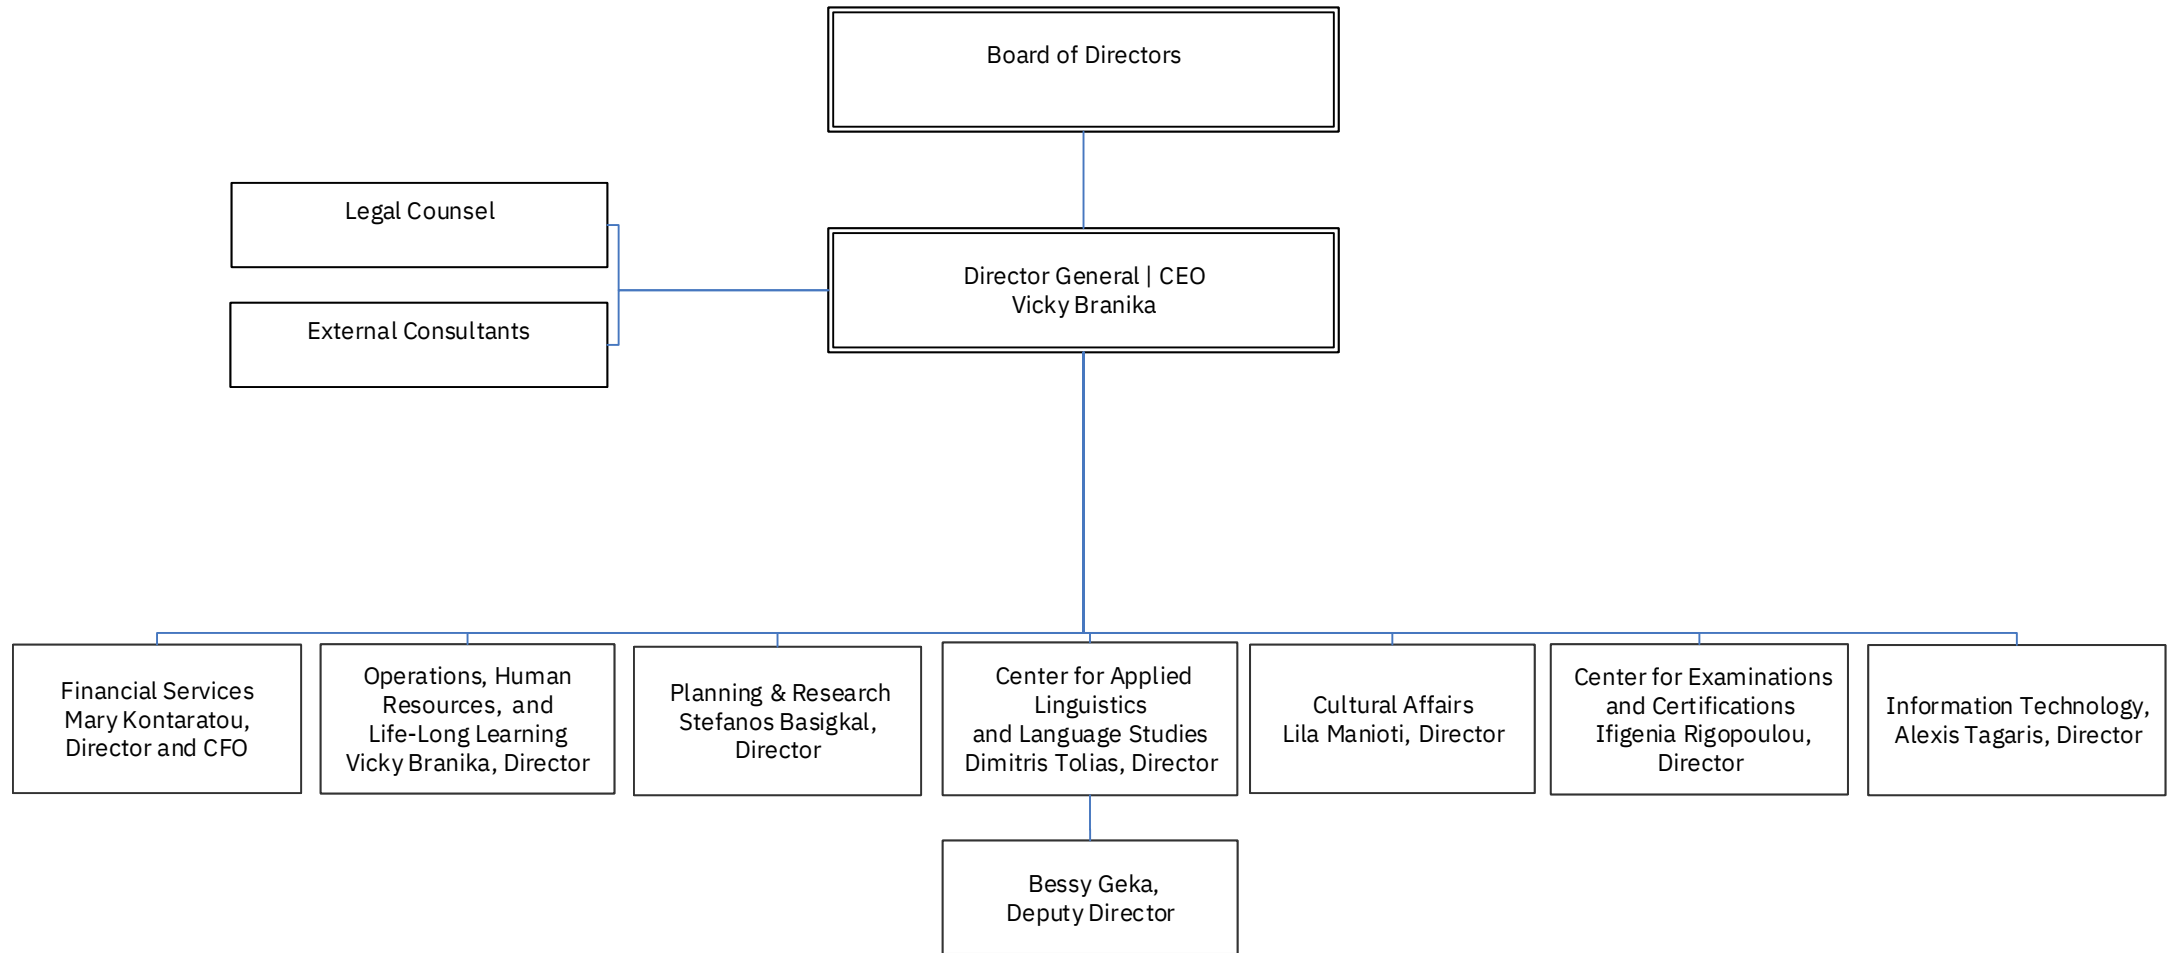 Board of Directors
Legal Counsel
Director General | CEO
Vicky Branika
External Consultants
Financial Services
Mary Kontaratou,
Director and CFO
Operations, Human
Resources, and
Life-Long Learning
Vicky Branika, Director
Planning & Research
Stefanos Basigkal,
Director
Center for Applied
Linguistics
and Language Studies
Dimitris Tolias, Director
Cultural Affairs
Lila Manioti, Director
Center for Examinations
and Certifications
Ifigenia Rigopoulou,
Director
Information Technology,
Alexis Tagaris, Director
Bessy Geka,
Deputy Director